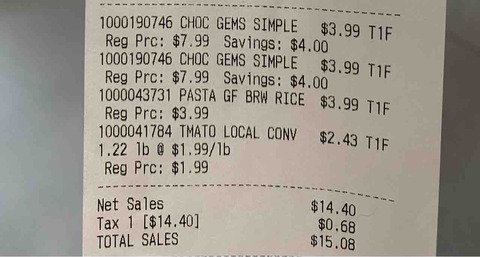 1000190746 CHOC GEMS SIMPLE $3.99 T1F
Reg Prc: $7.99 Savings: $4.00
1000190746 CHOC GEMS SIMPLE $3.99 T1F
Reg Prc: $7.99 Savings: $4.00
1000043731 PASTA GF BRW RICE $3.99 T1F
Reg Prc: $3.99
1000041784 TMATO LOCAL CONV $2.43 T1F
1.22 lb @ $1.99/lb
Reg Prc: $1.99
Net Sales $14.40
Tax 1 [$14.40] $0.68
TOTAL SALES $15.08